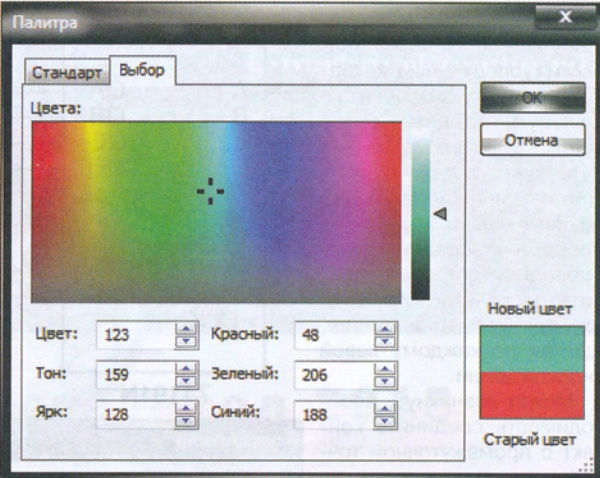 Палитра
x
Стандарт Выбор
Цвета:
ОК
Отмена
Новый цвет
Цвет: 123 Красный: 48
Тон: 159 Зеленый: 206
Ярк: 128 Синий: 188
Старый цвет